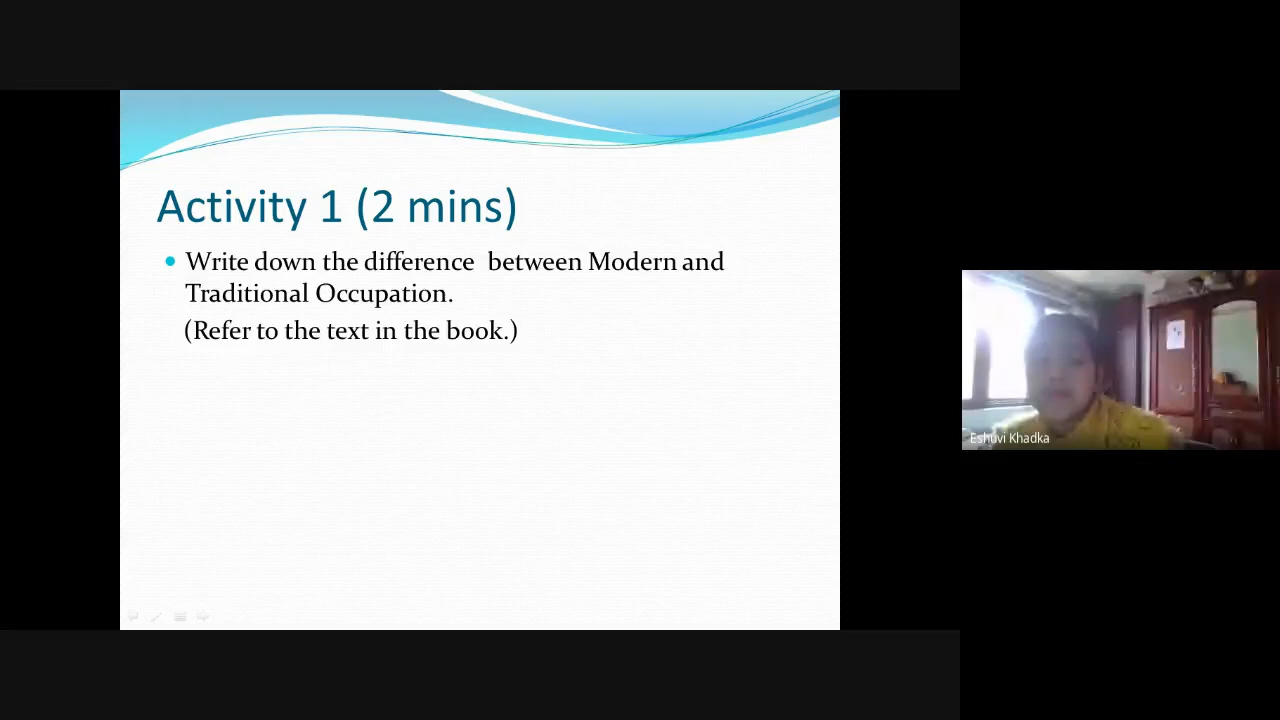 Activity 1 (2 mins)
Write down the difference between Modern and
Traditional Occupation.
(Refer to the text in the book.)
Eshuvi Khadka